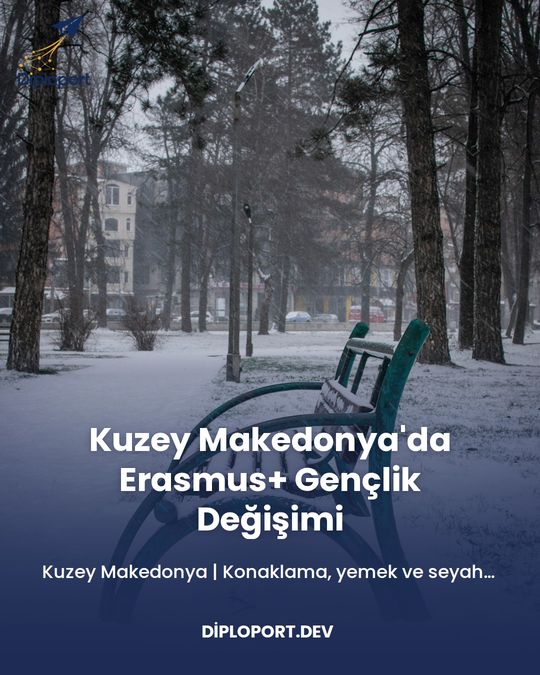 Diploport
Kuzey Makedonya'da
Erasmus+ Gençlik
Değişimi
Kuzey Makedonya | Konaklama, yemek ve seyah...
DİPLOPORT.DEV